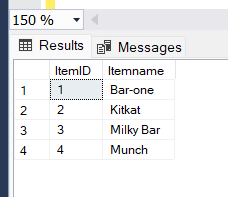 150 %
Results Messages
ItemID Itemname
1 1 Bar-one
2 2 Kitkat
3 3 Milky Bar
4 4 Munch